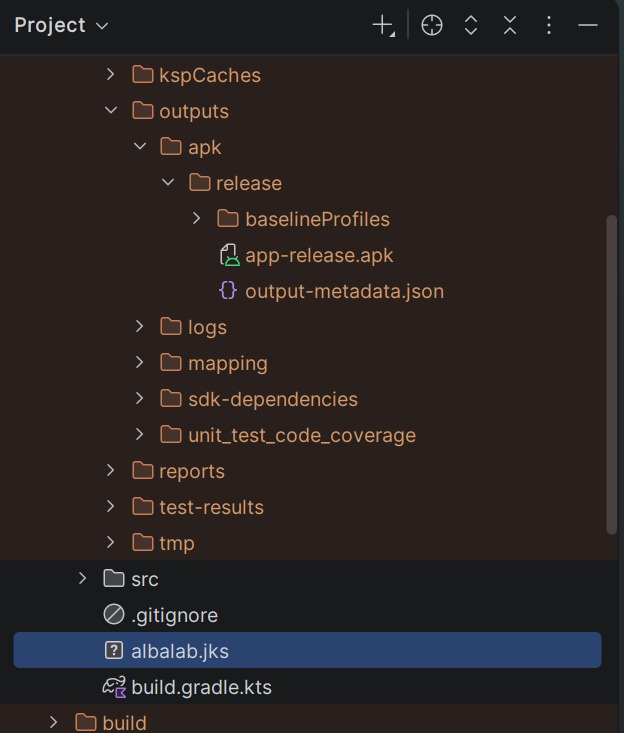 Project
kspCaches
outputs
apk
release
baselineProfiles
app-release.apk
output-metadata.json
logs
mapping
sdk-dependencies
unit_test_code_coverage
reports
test-results
tmp
src
.gitignore
albalab.jks
build.gradle.kts
build